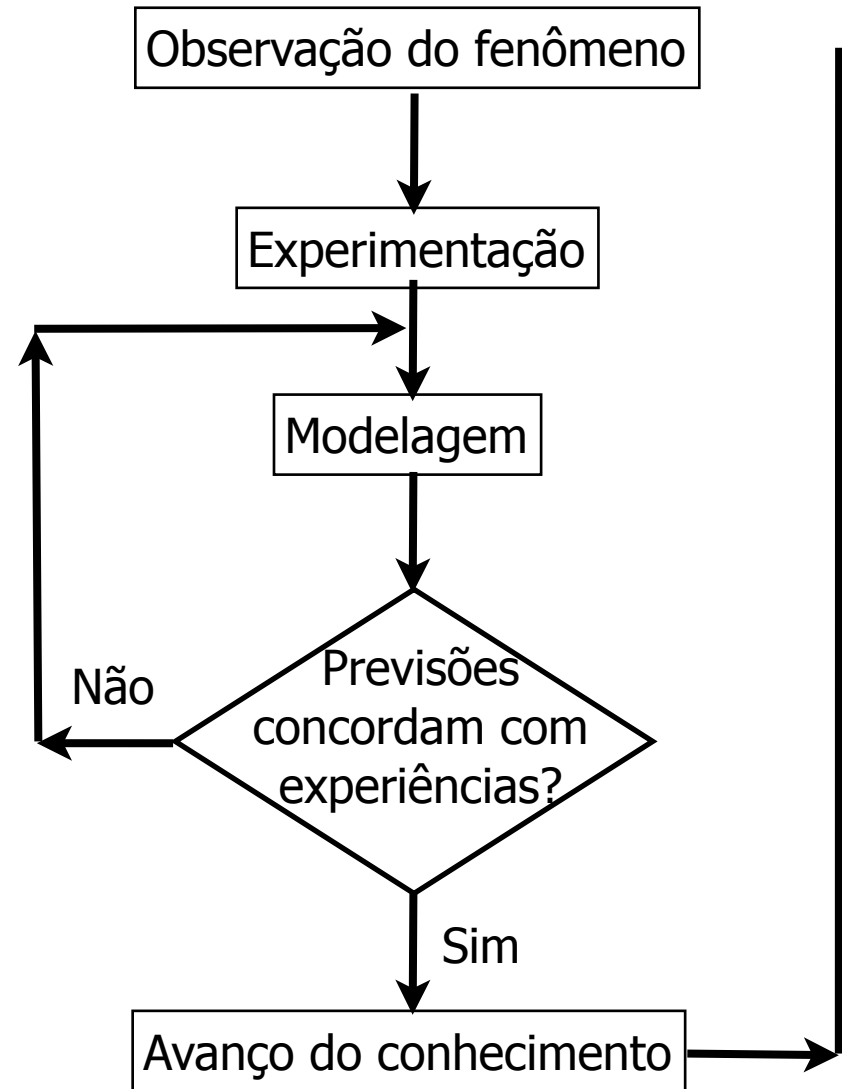 Observação do fenômeno
Experimentação
Modelagem
Não
Previsões
concordam com
experiências?
Sim
Avanço do conhecimento